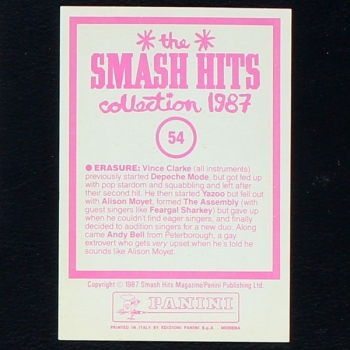 the
SMASH HITS
collection 1987
54
● ERASURE: Vince Clarke (all instruments)
previously started Depeche Mode, but got fed up
with pop stardom and squabbling and left after
their second hit. He then started Yazoo but fell out
with Alison Moyet, formed The Assembly (with
guest singers like Feargal Sharkey) but gave up
when he couldn't find eager singers, and finally
decided to audition singers for a new duo. Along
came Andy Bell from Peterborough, a gay
extrovert who gets very upset when he's told he
sounds like Alison Moyet.
Copyright © 1987 Smash Hits Magazine/Panini Publishing Ltd.
PANINI
PRINTED IN ITALY BY EDIZIONI PANINI S.p.A. MODENA